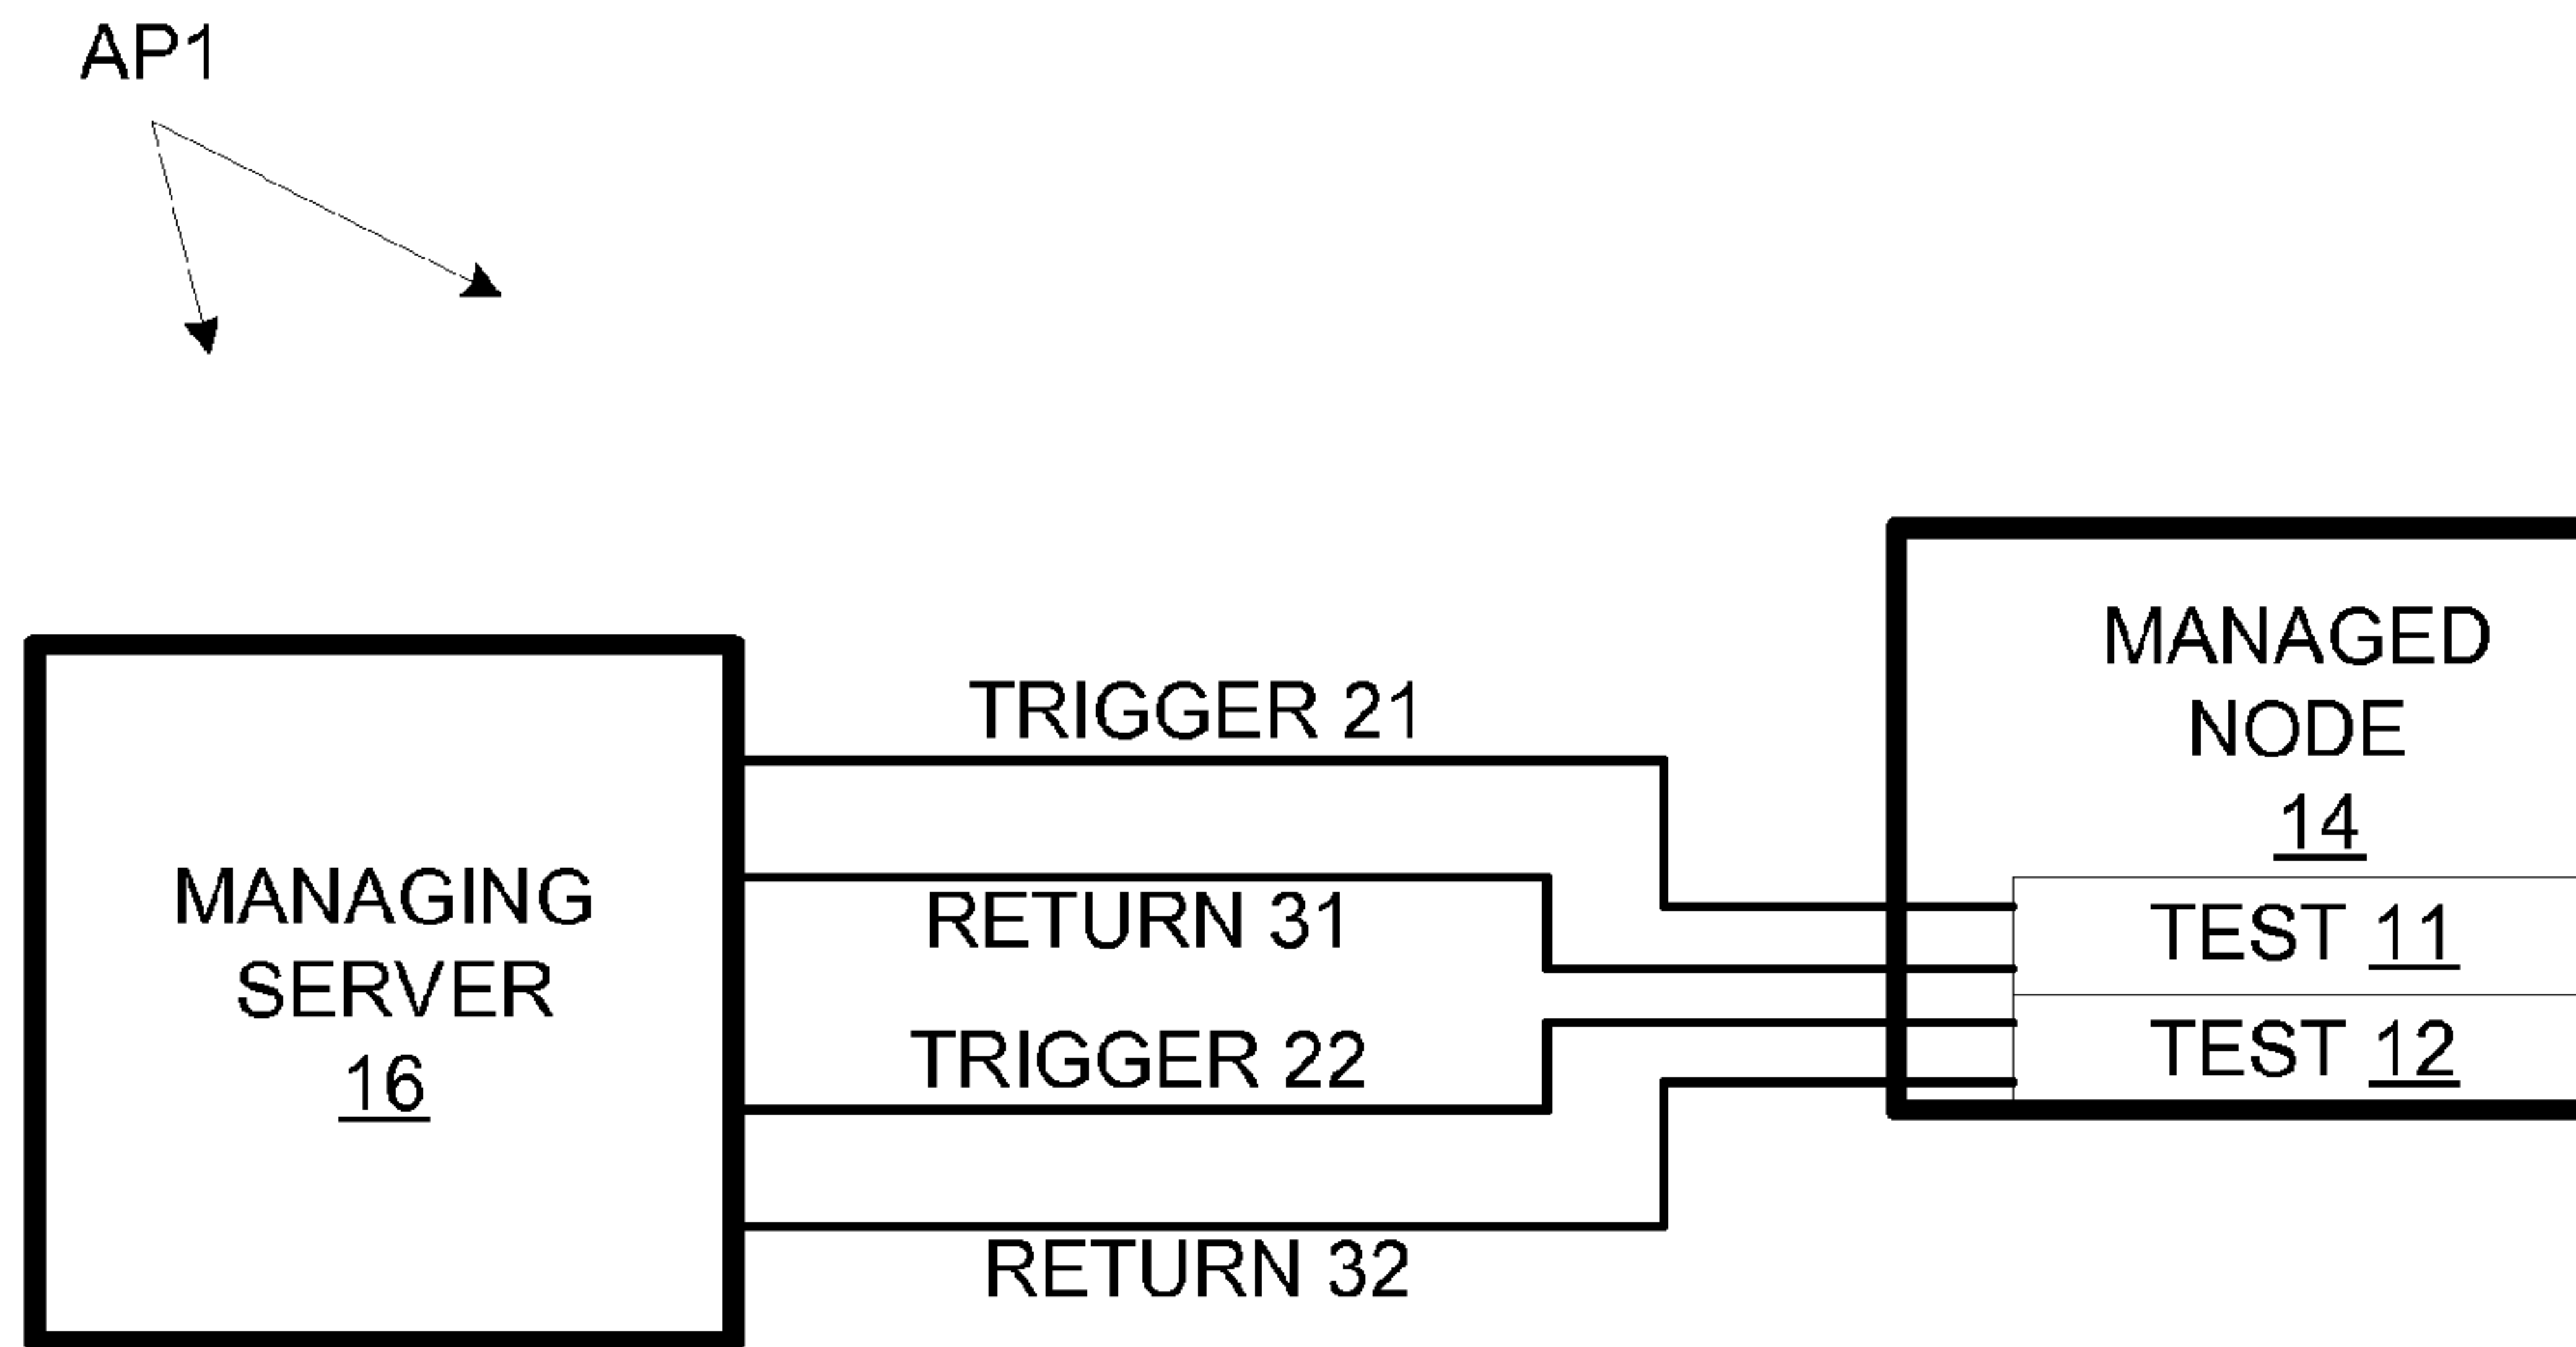 AP1
MANAGED
NODE
14
TRIGGER 21
MANAGING
SERVER
16
RETURN 31
TEST 11
TRIGGER 22
TEST 12
RETURN 32